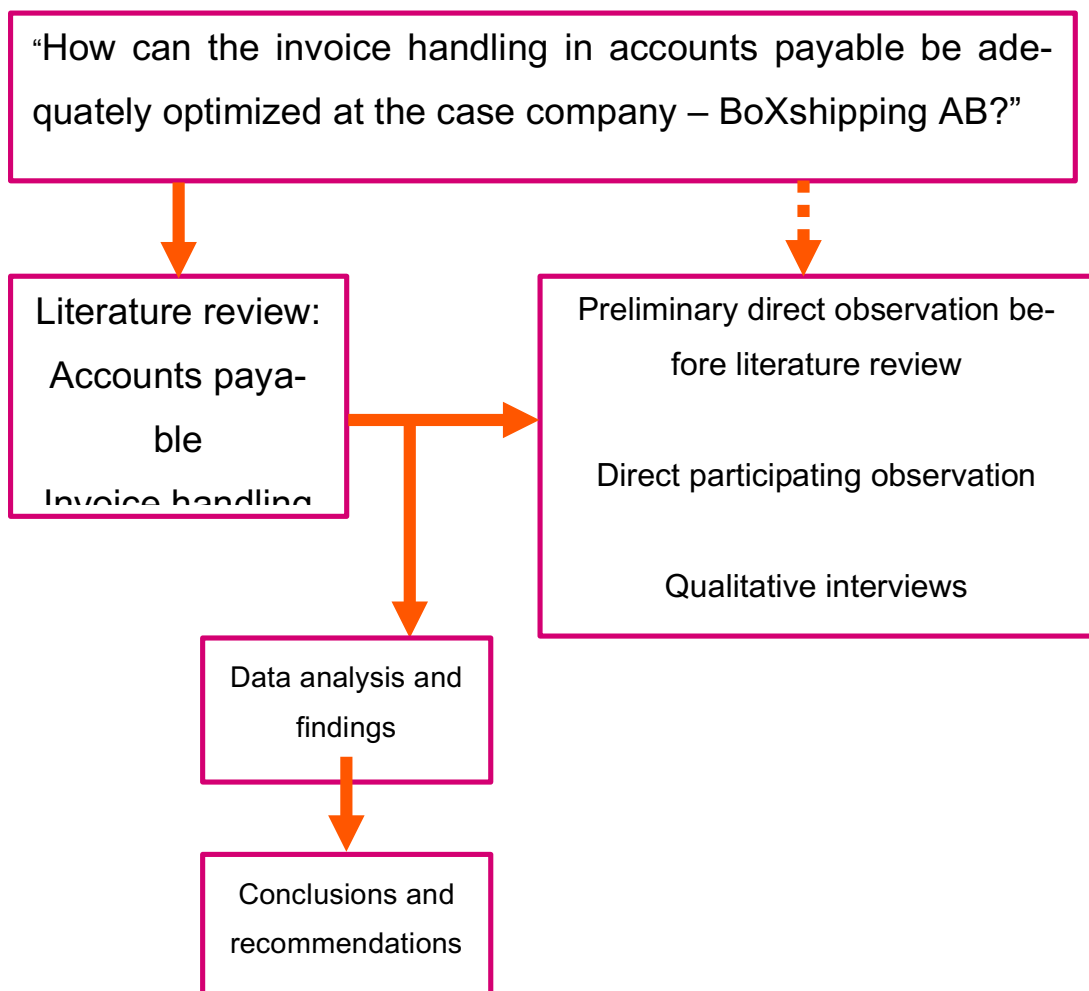 “How can the invoice handling in accounts payable be ade-
quately optimized at the case company – BoXshipping AB?”
Literature review:
Accounts paya-
ble
Invoice handling
Preliminary direct observation be-
fore literature review
Direct participating observation
Qualitative interviews
Data analysis and
findings
Conclusions and
recommendations